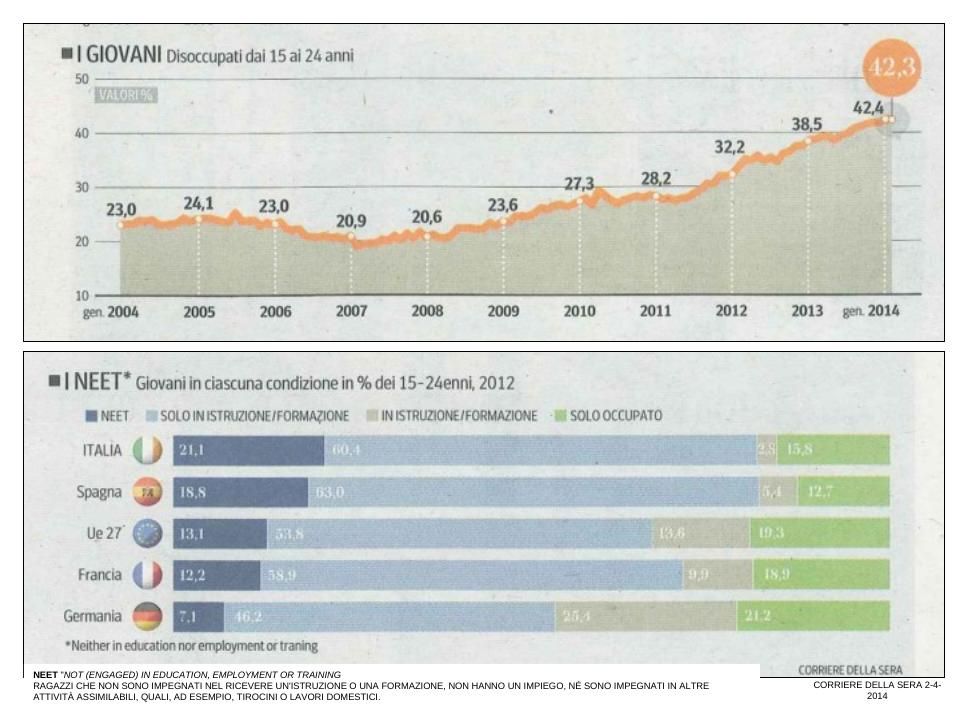 I GIOVANI Disoccupati dai 15 ai 24 anni
42,3
50
VALORI %
40
30
20
10
23,0
24,1
23,0
20,9
20,6
23,6
27,3
28,2
32,2
38,5
42,4
gen. 2004 2005 2006 2007 2008 2009 2010 2011 2012 2013 gen. 2014
I NEET* Giovani in ciascuna condizione in % dei 15-24enni, 2012
NEET SOLO IN ISTRUZIONE/FORMAZIONE IN ISTRUZIONE/FORMAZIONE SOLO OCCUPATO
ITALIA 21,1 60,4 2,8 15,8
Spagna 18,8 63,0 5,4 12,7
Ue 27 13,1 53,8 13,6 19,3
Francia 12,2 58,9 9,9 18,9
Germania 7,1 46,2 25,4 21,2
*Neither in education nor employment or traning
CORRIERE DELLA SERA
NEET "NOT (ENGAGED) IN EDUCATION, EMPLOYMENT OR TRAINING
RAGAZZI CHE NON SONO IMPEGNATI NEL RICEVERE UN'ISTRUZIONE O UNA FORMAZIONE, NON HANNO UN IMPIEGO, NÉ SONO IMPEGNATI IN ALTRE
ATTIVITÀ ASSIMILABILI, QUALI, AD ESEMPIO, TIROCINI O LAVORI DOMESTICI.
CORRIERE DELLA SERA 2-4-
2014